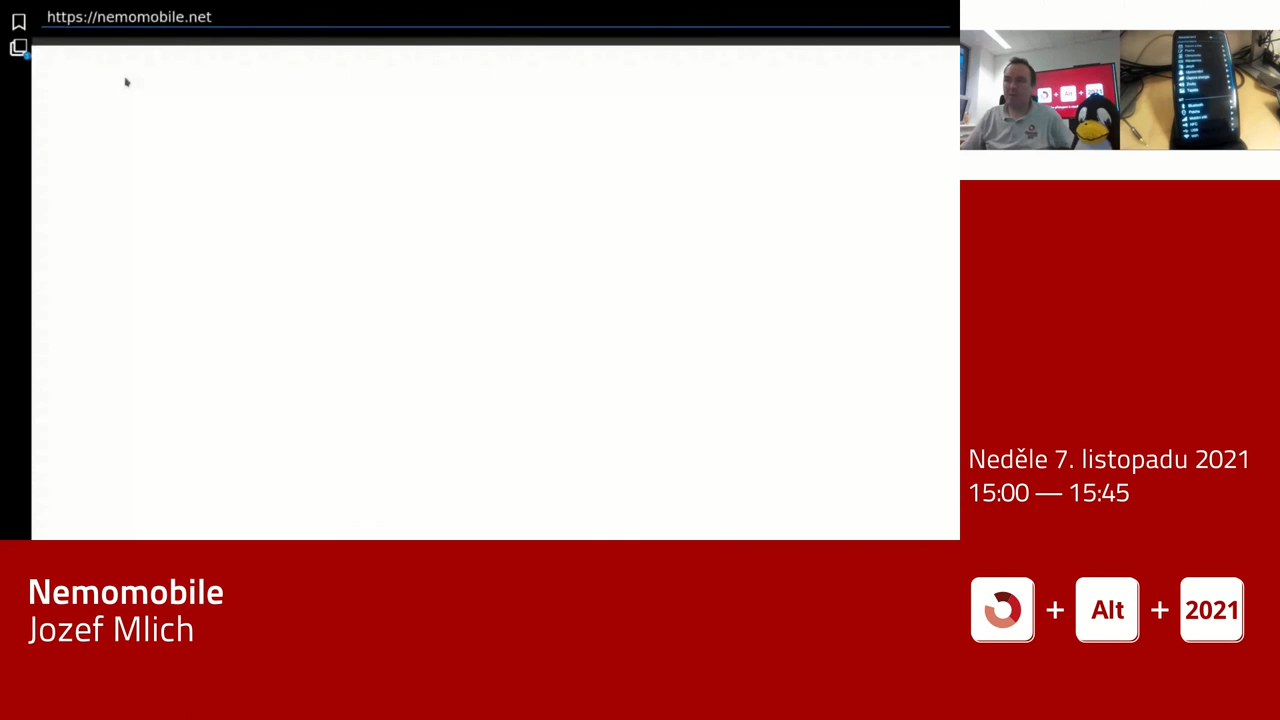 https://nemomobile.net
Neděle 7. listopadu 2021
15:00 — 15:45
Nemomobile
Jozef Mlich
+ Alt + 2021